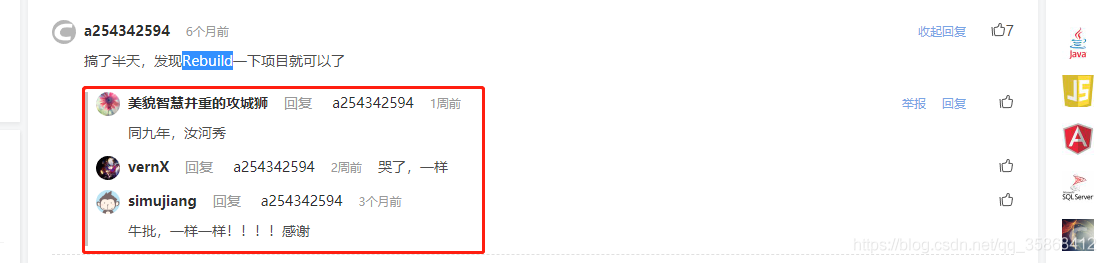 a254342594 6个月前 收起回复 7
搞了半天，发现Rebuild一下项目就可以了
美貌智慧并重的攻城狮 回复 a254342594 1周前 举报 回复
同九年，汝河秀
vernX 回复 a254342594 2周前 哭了，一样
simujiang 回复 a254342594 3个月前
牛批，一样一样！！！！感谢
Java
JS
A
Microsoft
SQL Server
https://blog.csdn.net/qq_35868412